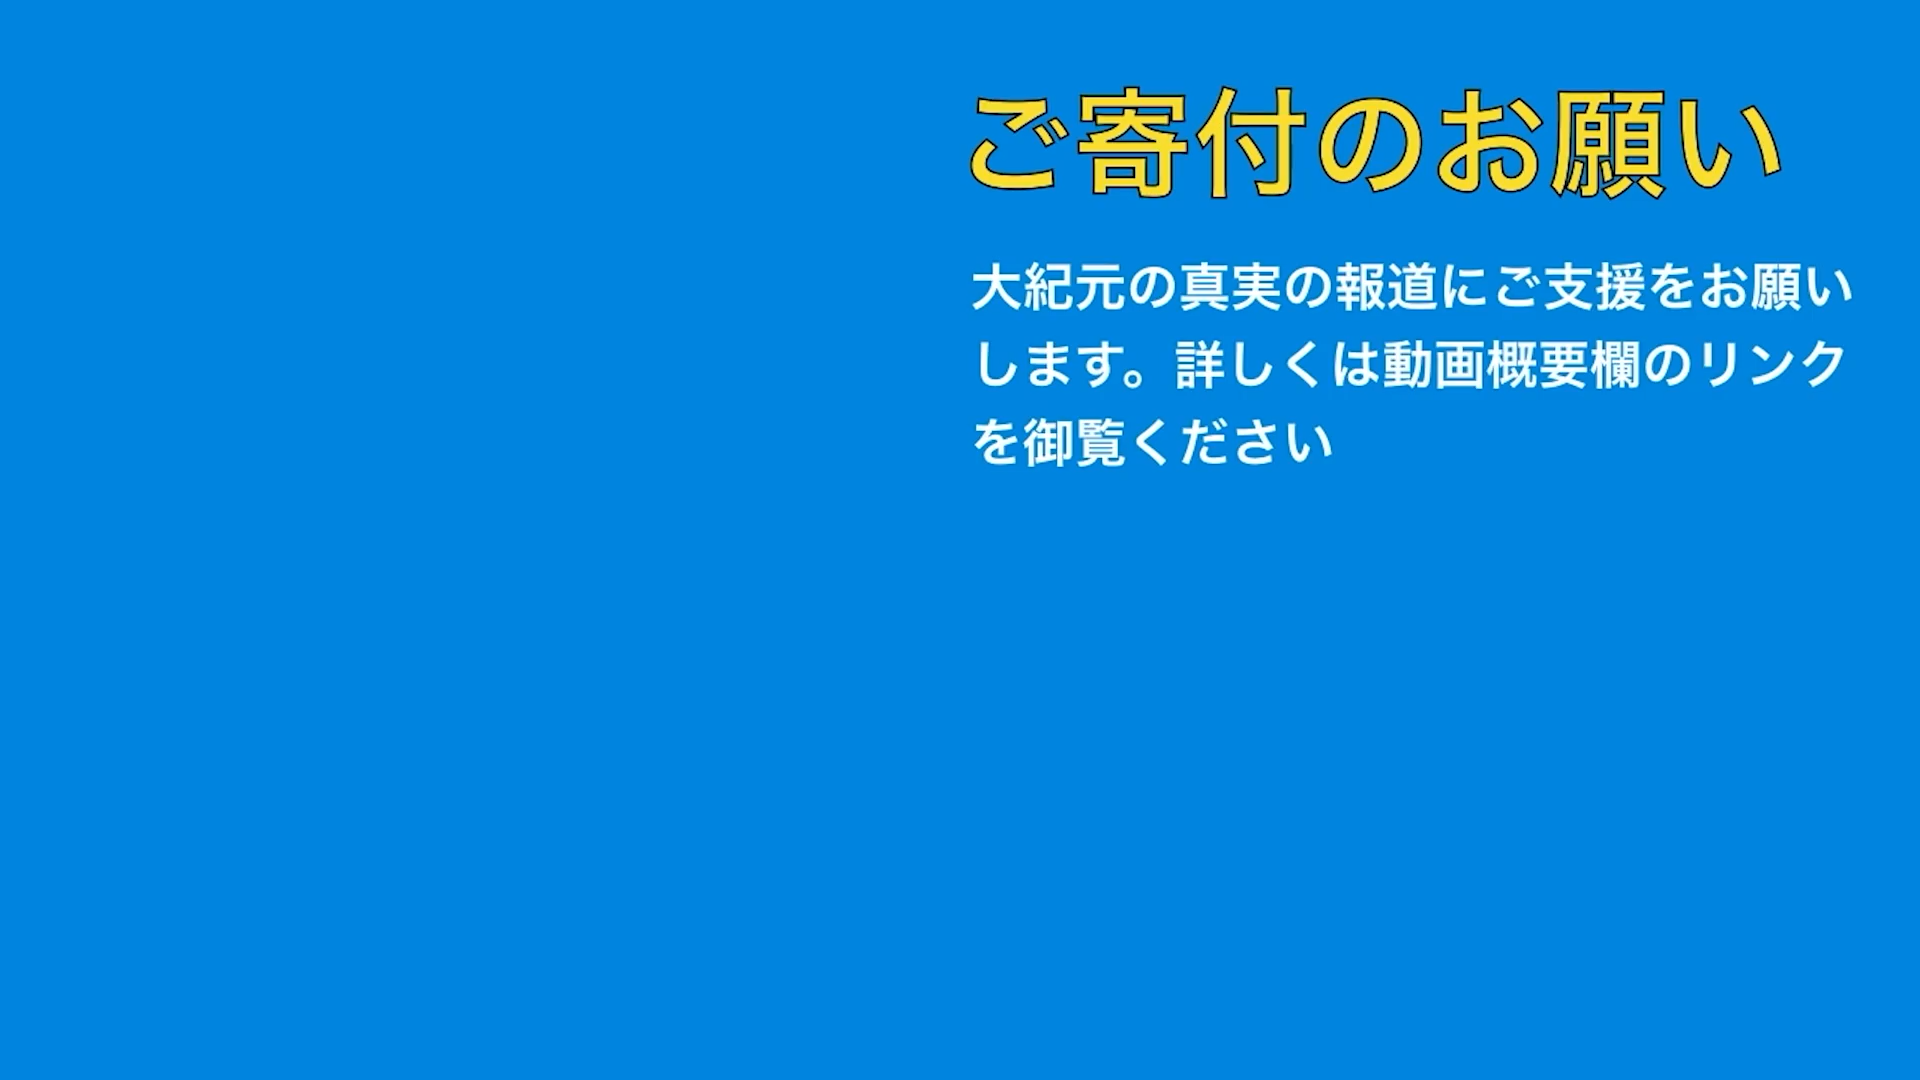 ご寄付のお願い
大紀元の真実の報道にご支援をお願い
します。詳しくは動画概要欄のリンク
を御覧ください